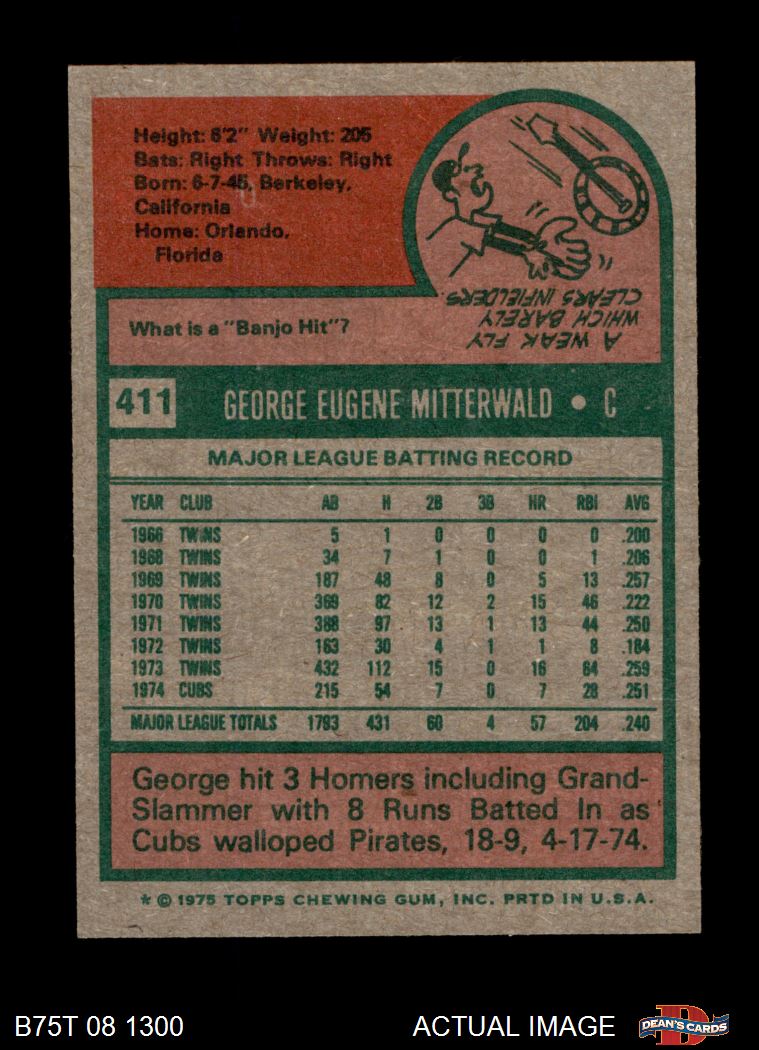 Height: 6'2" Weight: 205
Bats: Right Throws: Right
Born: 6-7-45, Berkeley,
California
Home: Orlando,
Florida
What is a "Banjo Hit"?
A WEAK FLY
WHICH BARELY
CLEARS INFIELDERS.
411 GEORGE EUGENE MITTERWALD • C
MAJOR LEAGUE BATTING RECORD
YEAR CLUB AB H 2B 3B HR RBI AVG
1966 TWINS 5 1 0 0 0 0 .200
1968 TWINS 34 7 1 0 0 1 .206
1969 TWINS 187 48 8 0 5 13 .257
1970 TWINS 369 82 12 2 15 46 .222
1971 TWINS 388 97 13 1 13 44 .250
1972 TWINS 163 30 4 1 1 8 .184
1973 TWINS 432 112 15 0 16 64 .259
1974 CUBS 215 54 7 0 7 28 .251
MAJOR LEAGUE TOTALS 1793 431 60 4 57 204 .240
George hit 3 Homers including Grand-
Slammer with 8 Runs Batted In as
Cubs walloped Pirates, 18-9, 4-17-74.
* © 1975 TOPPS CHEWING GUM, INC. PRTD IN U.S.A.
B75T 08 1300 ACTUAL IMAGE DEAN'S CARDS